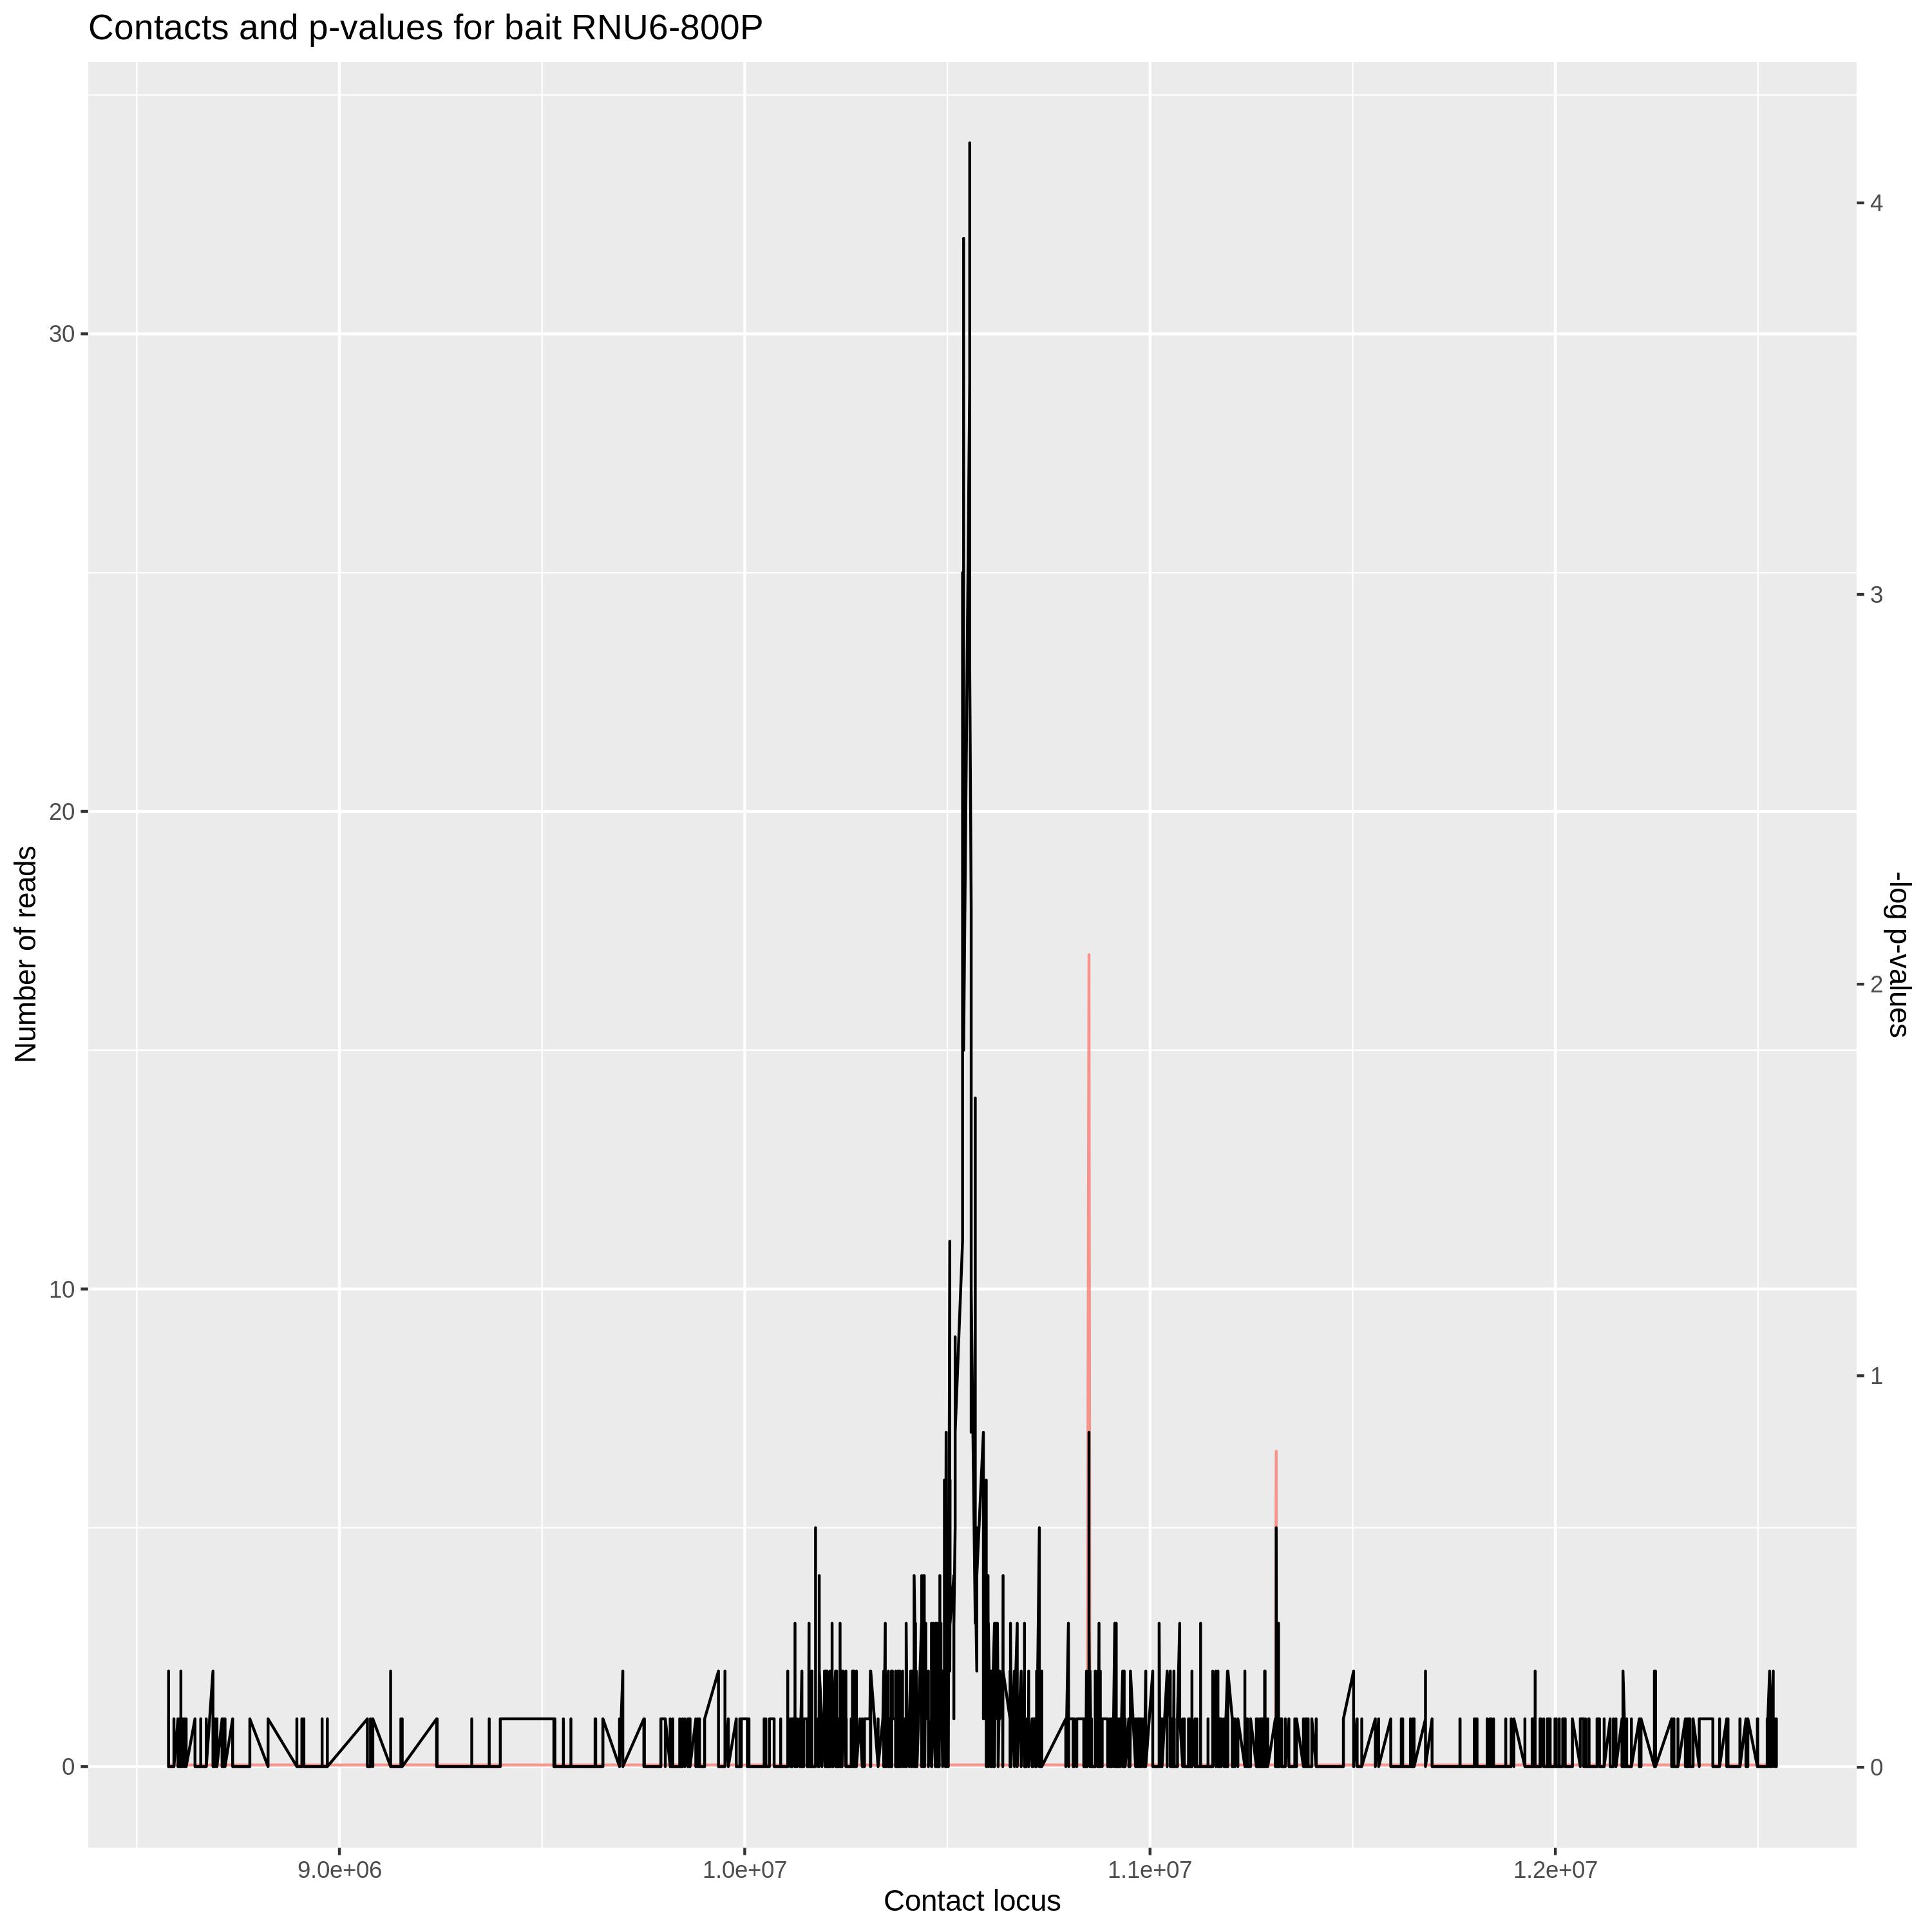 Contacts and p-values for bait RNU6-800P
Number of reads
30
20
10
0
4
3
2
1
0
-log p-values
9.0e+06
1.0e+07
1.1e+07
1.2e+07
Contact locus